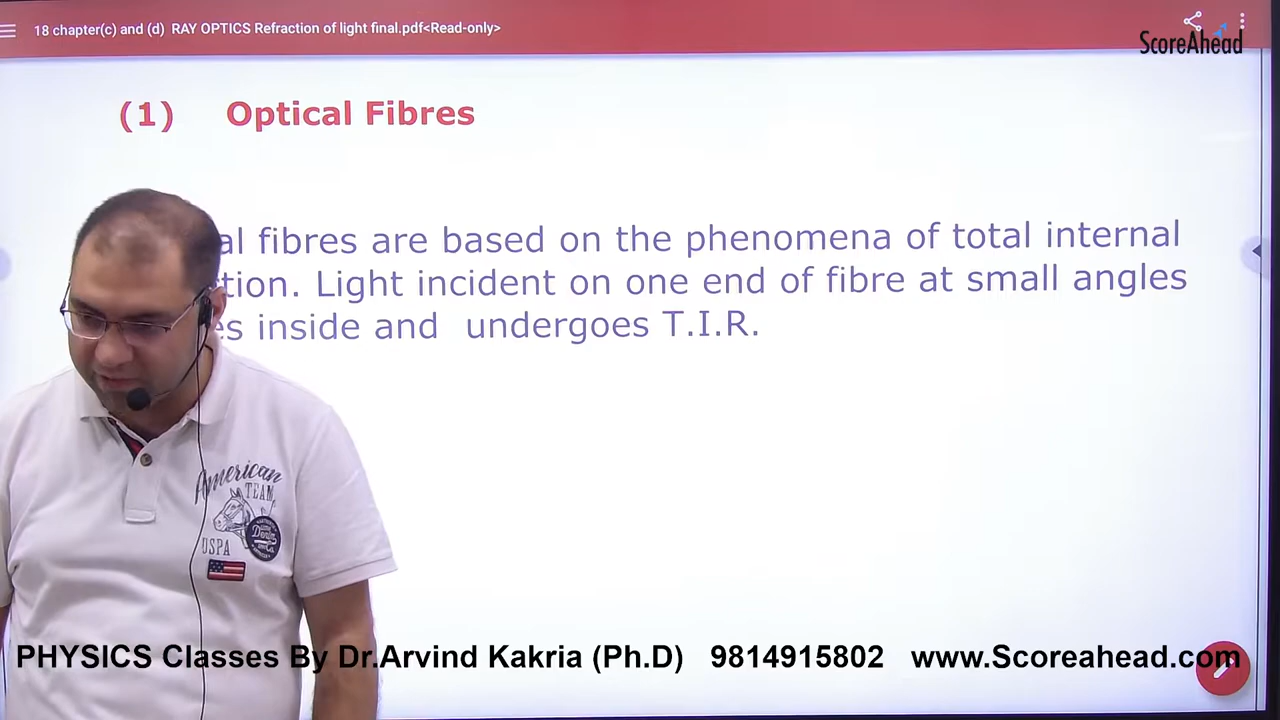 18 chapter(c) and (d) RAY OPTICS Refraction of light final.pdf<Read-only>
ScoreAhead
(1) Optical Fibres
al fibres are based on the phenomena of total internal
tion. Light incident on one end of fibre at small angles
es inside and undergoes T.I.R.
American
TEAM
USPA
PHYSICS Classes By Dr.Arvind Kakria (Ph.D) 9814915802 www.Scoreahead.com